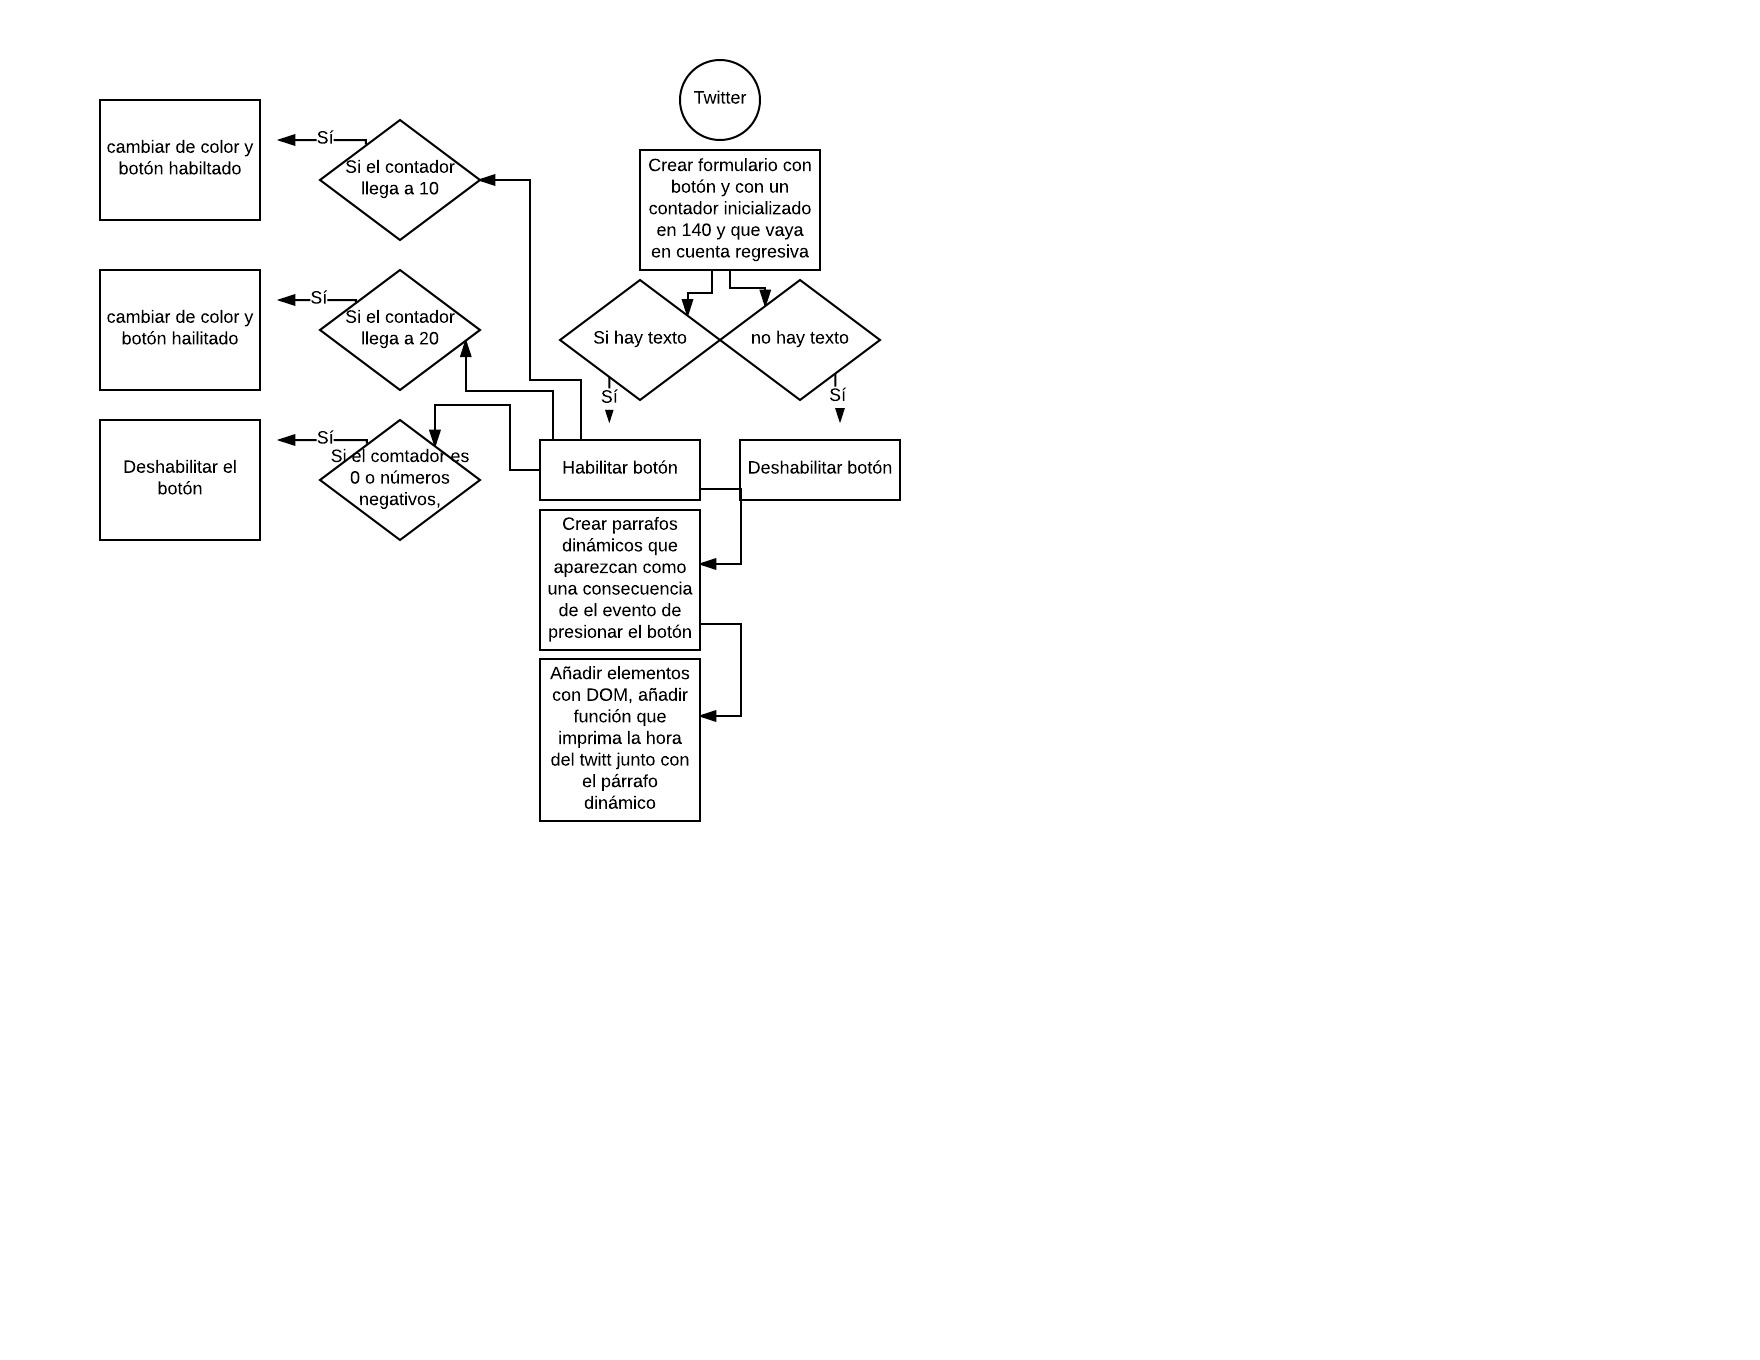 Twitter
Crear formulario con
botón y con un
contador inicializado
en 140 y que vaya
en cuenta regresiva
Si hay texto
no hay texto
Sí
Sí
Habilitar botón
Deshabilitar botón
Crear parrafos
dinámicos que
aparezcan como
una consecuencia
de el evento de
presionar el botón
Añadir elementos
con DOM, añadir
función que
imprima la hora
del twitt junto con
el párrafo
dinámico
Si el contador
llega a 10
Sí
cambiar de color y
botón habiltado
Si el contador
llega a 20
Sí
cambiar de color y
botón hailitado
Si el comtador es
0 o números
negativos,
Sí
Deshabilitar el
botón